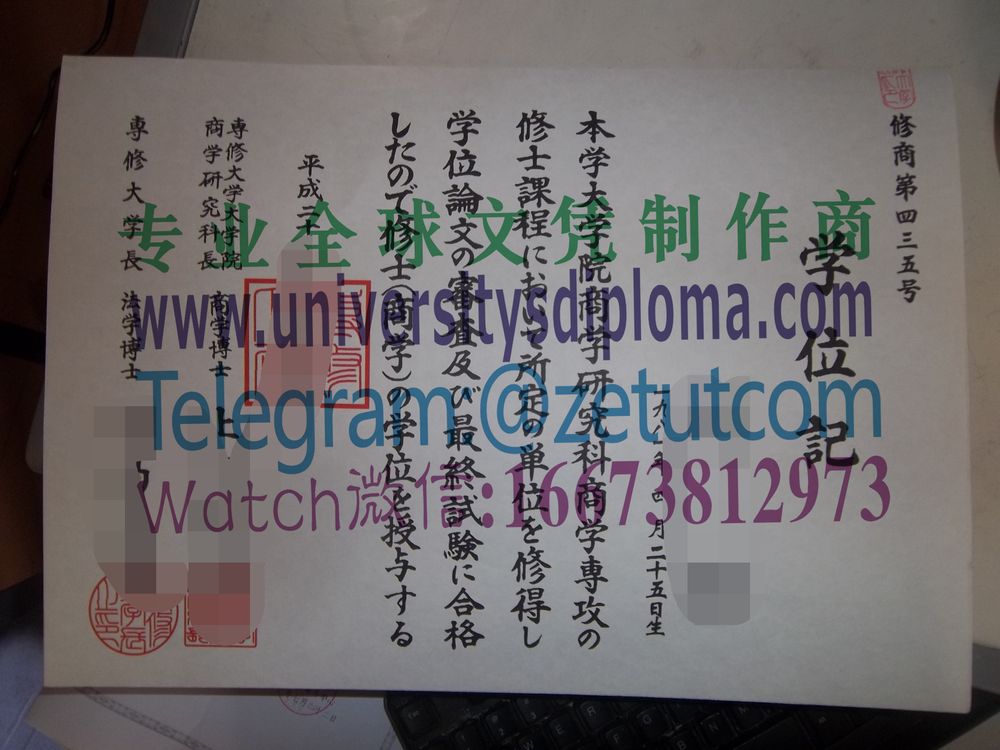 修商第四三五号
学位記
一九八二年四月二十五日生
本学大学院商学研究科商学専攻の
修士課程において所定の単位を修得し
学位論文の審査及び最終試験に合格
したので修士(商学)の学位を授与する
平成二十
専修大学大学院
商学研究科長 商学博士
専修大学長 法学博士
专业全球文凭制作商
www.universitysdiploma.com
Telegram@zetutcom
Watch微信:16673812973